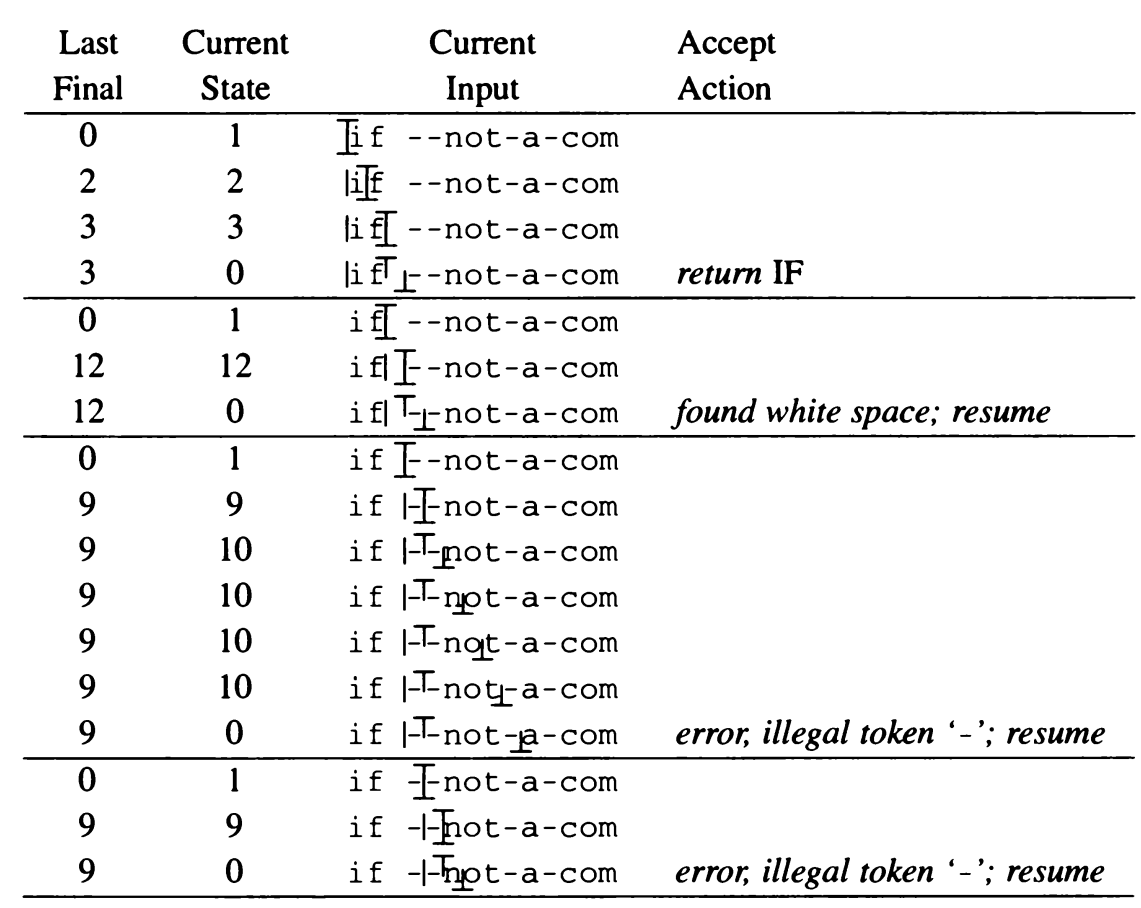 Last Current Current Accept
Final State Input Action
0 1 if --not-a-com
2 2 |if --not-a-com
3 3 |if --not-a-com
3 0 |if --not-a-com return IF
0 1 if --not-a-com
12 12 if| --not-a-com
12 0 if| --not-a-com found white space; resume
0 1 if --not-a-com
9 9 if |--not-a-com
9 10 if |--not-a-com
9 10 if |--not-a-com
9 10 if |--not-a-com
9 10 if |--not-a-com
9 0 if |--not-a-com error, illegal token ‘-’; resume
0 1 if --not-a-com
9 9 if -|-not-a-com
9 0 if -|-not-a-com error, illegal token ‘-’; resume